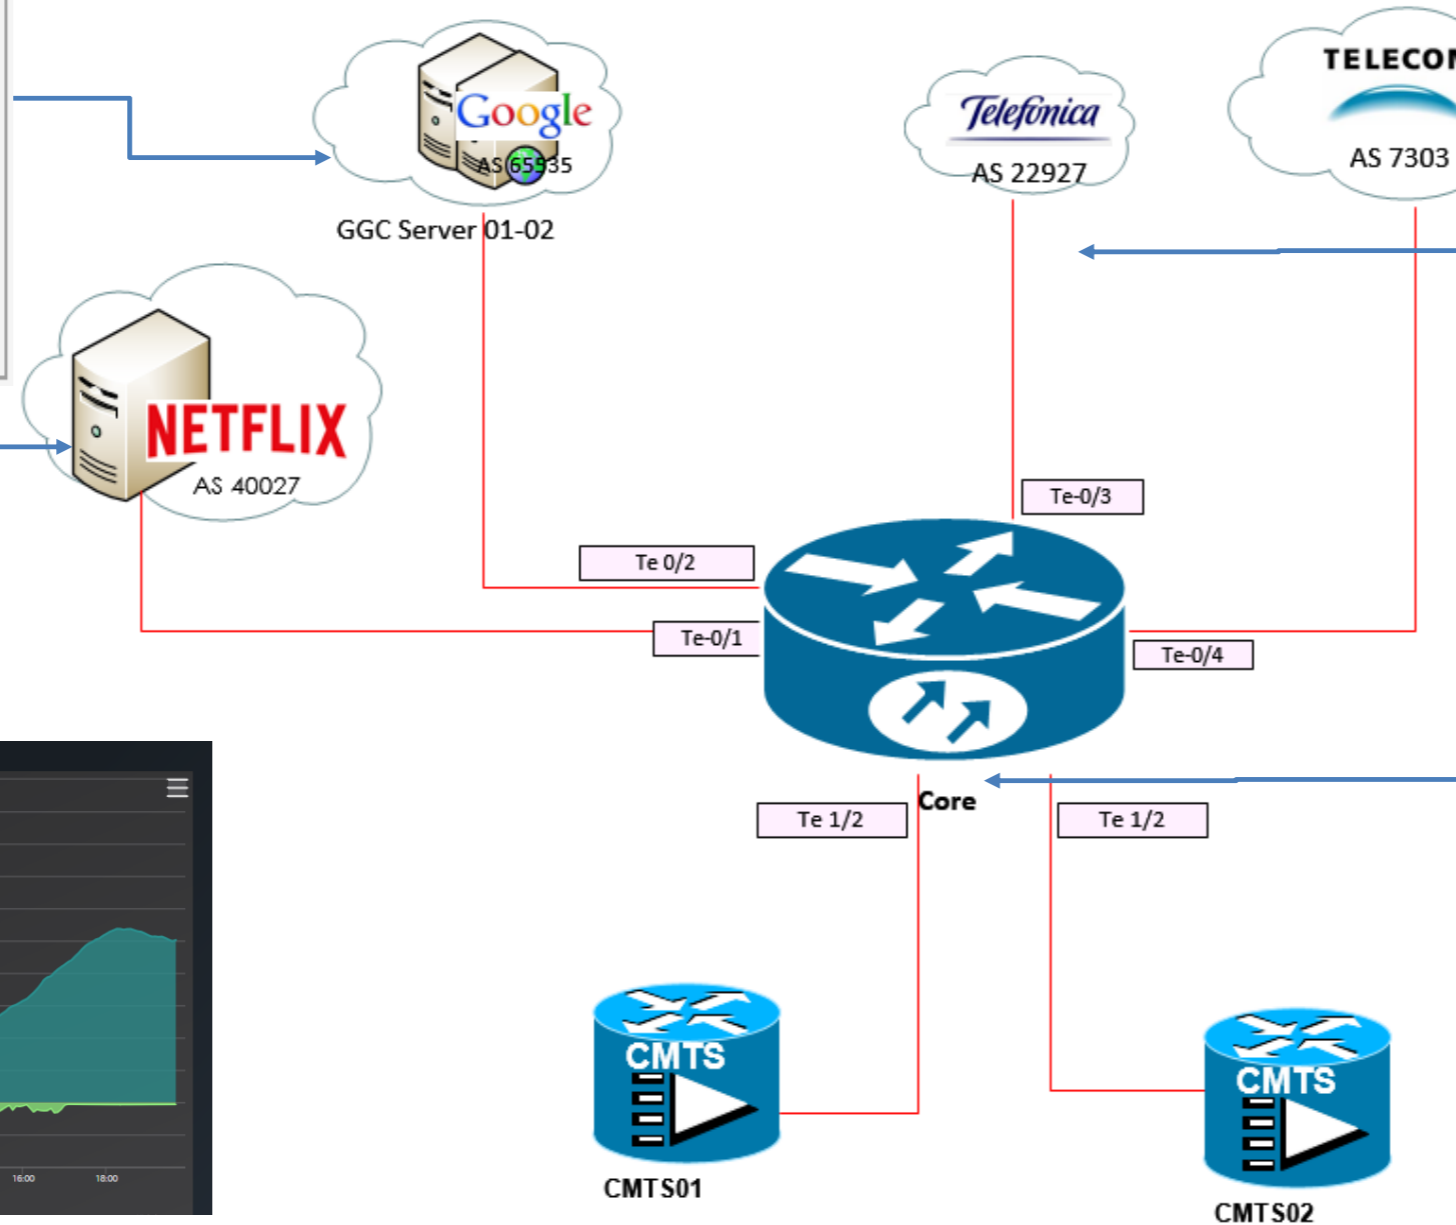 Google
AS 65535
GGC Server 01-02
Telefónica
AS 22927
TELECOM
AS 7303
NETFLIX
AS 40027
Te-0/3
Te 0/2
Te-0/1
Te-0/4
Core
Te 1/2
Te 1/2
CMTS
CMTS01
CMTS
CMTS02
16:00
18:00